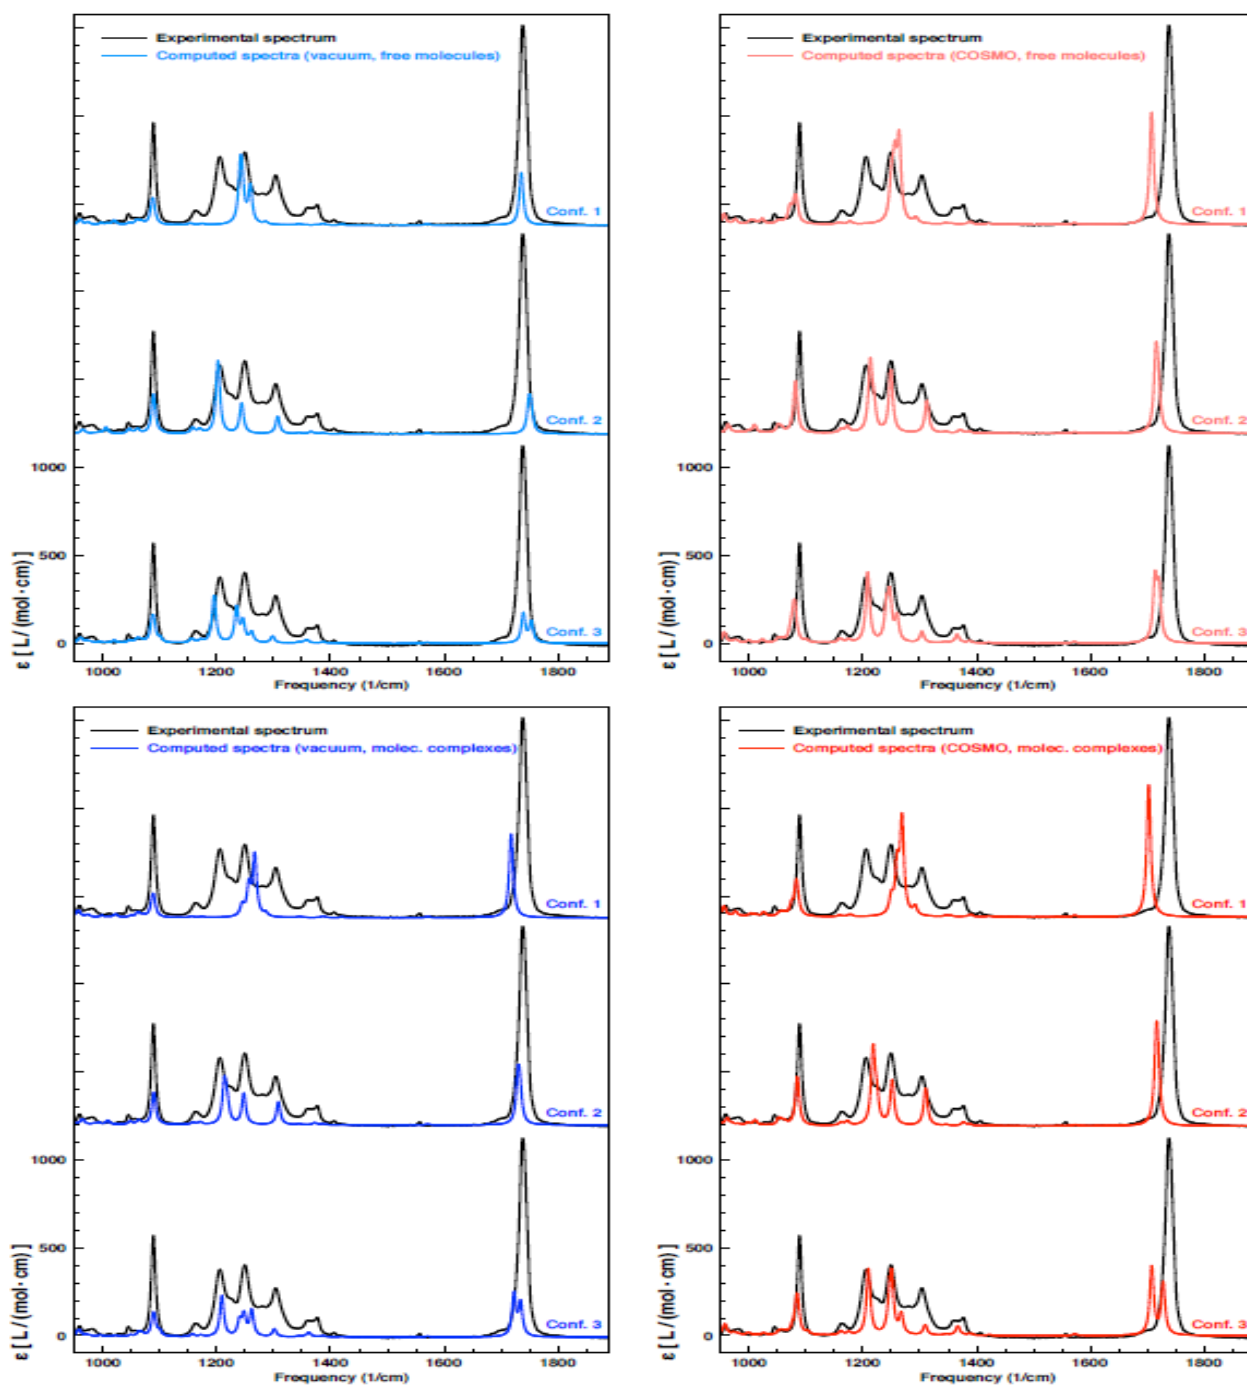 Experimental spectrum
Computed spectra (vacuum, free molecules)
Conf. 1
Conf. 2
1000
500
0
Conf. 3
ε [ L / (mol·cm) ]
1000 1200 1400 1600 1800
Frequency (1/cm)
Experimental spectrum
Computed spectra (COSMO, free molecules)
Conf. 1
Conf. 2
1000
500
0
Conf. 3
ε [ L / (mol·cm) ]
1000 1200 1400 1600 1800
Frequency (1/cm)
Experimental spectrum
Computed spectra (vacuum, molec. complexes)
Conf. 1
Conf. 2
1000
500
0
Conf. 3
ε [ L / (mol·cm) ]
1000 1200 1400 1600 1800
Frequency (1/cm)
Experimental spectrum
Computed spectra (COSMO, molec. complexes)
Conf. 1
Conf. 2
1000
500
0
Conf. 3
ε [ L / (mol·cm) ]
1000 1200 1400 1600 1800
Frequency (1/cm)